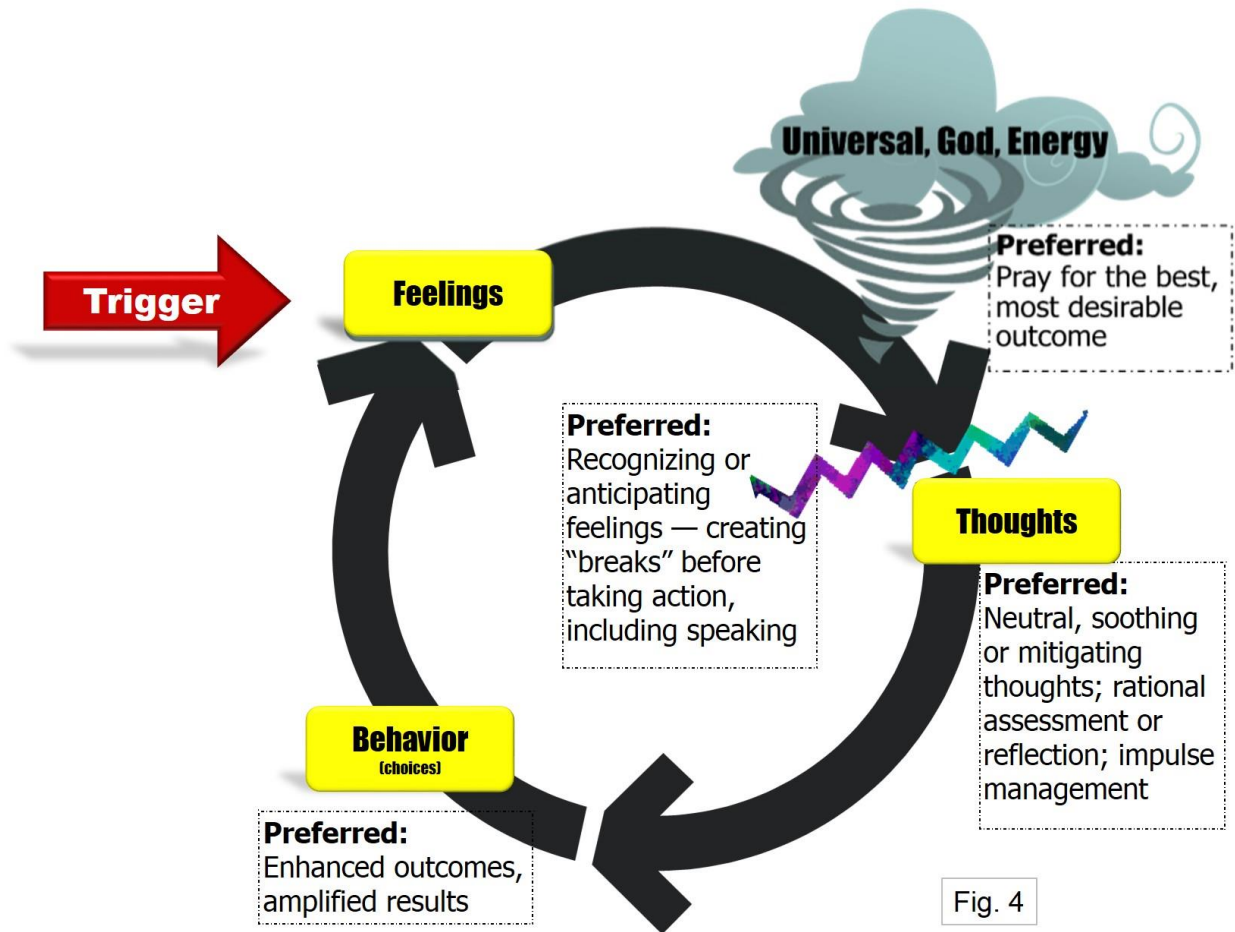 Universal, God, Energy
Preferred:
Pray for the best,
most desirable
outcome
Trigger
Feelings
Preferred:
Recognizing or
anticipating
feelings — creating
“breaks” before
taking action,
including speaking
Thoughts
Preferred:
Neutral, soothing
or mitigating
thoughts; rational
assessment or
reflection; impulse
management
Behavior
(choices)
Preferred:
Enhanced outcomes,
amplified results
Fig. 4